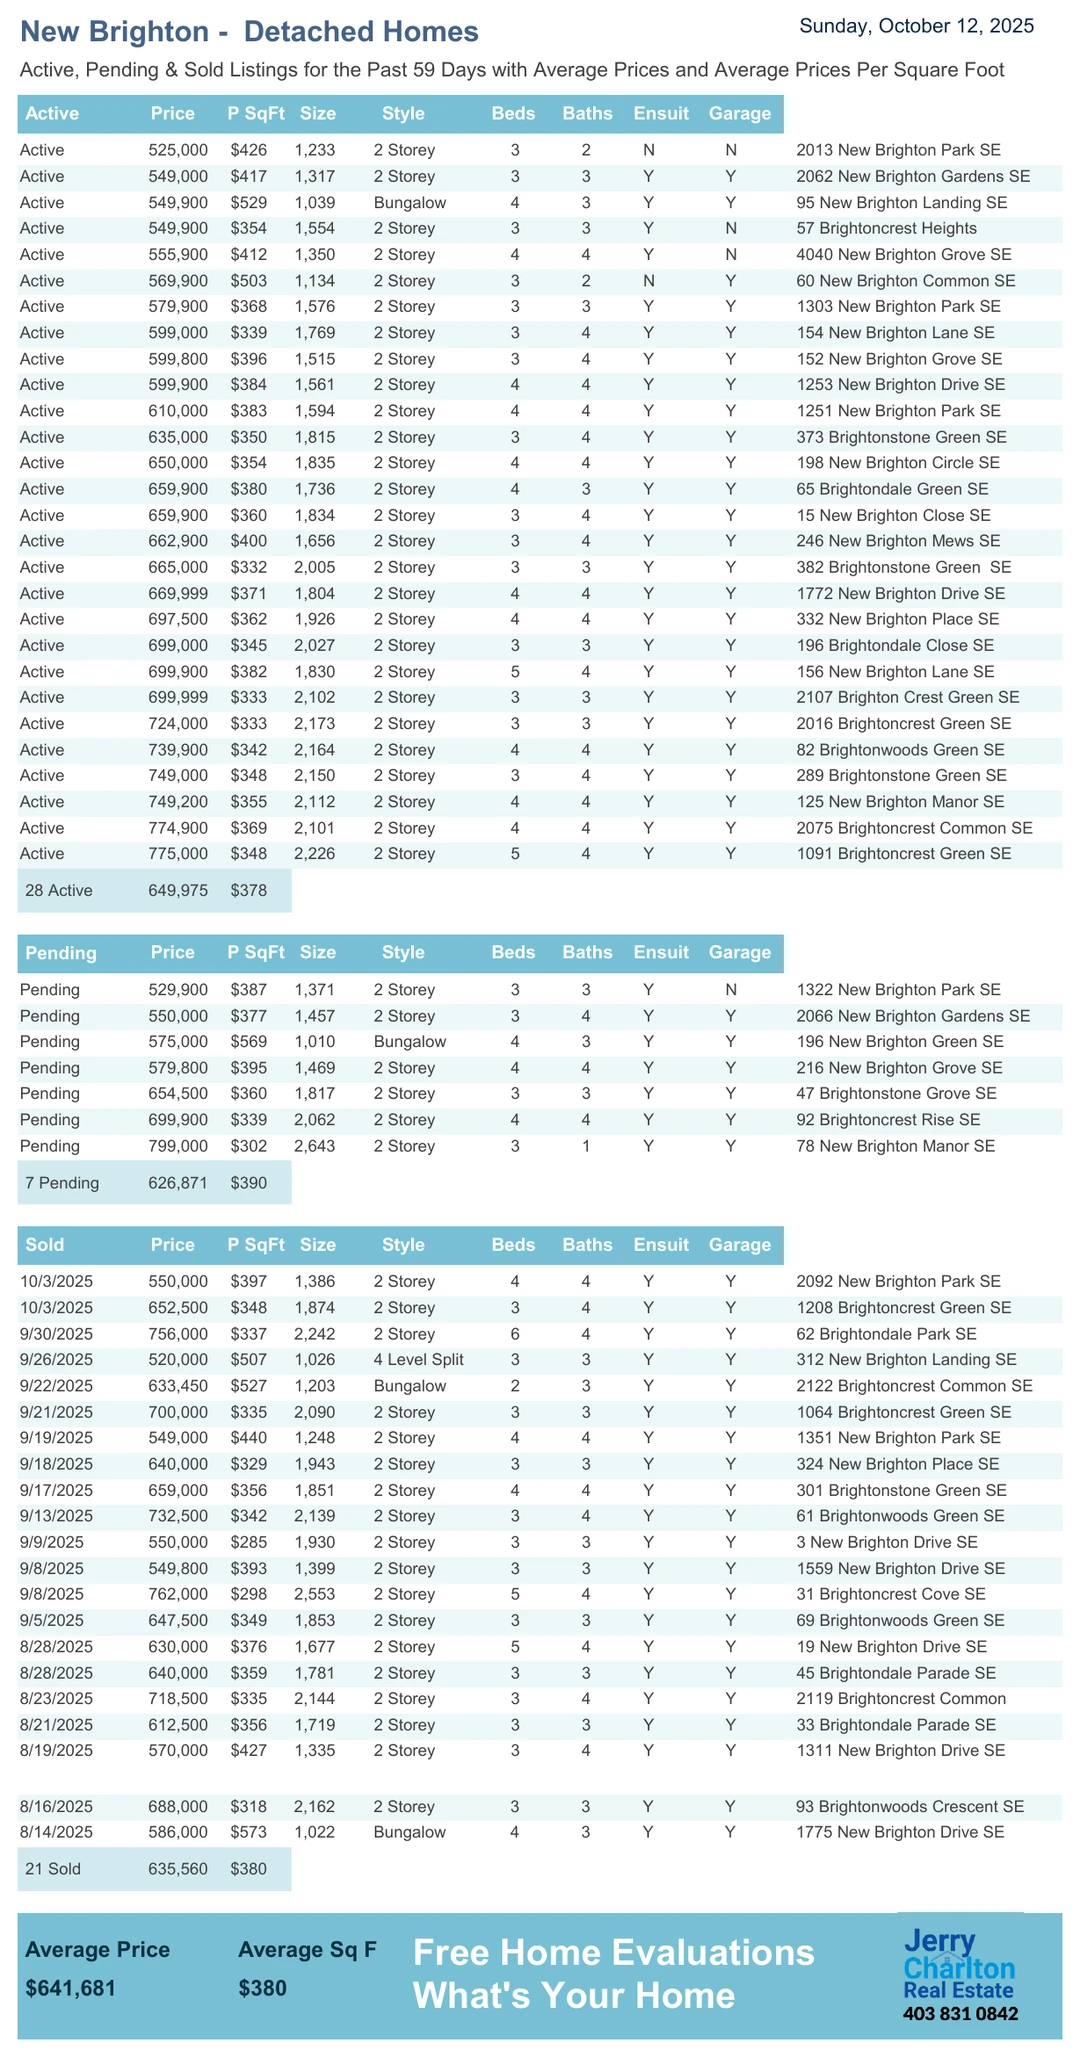 New Brighton -  Detached Homes
Sunday, October 12, 2025
Active, Pending & Sold Listings for the Past 59 Days with Average Prices and Average Prices Per Square Foot
Active Price P SqFt Size Style Beds Baths Ensuit Garage
Active 525,000 $426 1,233 2 Storey 3 2 N N 2013 New Brighton Park SE
Active 549,000 $417 1,317 2 Storey 3 3 Y Y 2062 New Brighton Gardens SE
Active 549,900 $529 1,039 Bungalow 4 3 Y Y 95 New Brighton Landing SE
Active 549,900 $354 1,554 2 Storey 3 3 Y N 57 Brightoncrest Heights
Active 555,900 $412 1,350 2 Storey 4 4 Y N 4040 New Brighton Grove SE
Active 569,900 $503 1,134 2 Storey 3 2 N Y 60 New Brighton Common SE
Active 579,900 $368 1,576 2 Storey 3 3 Y Y 1303 New Brighton Park SE
Active 599,000 $339 1,769 2 Storey 3 4 Y Y 154 New Brighton Lane SE
Active 599,800 $396 1,515 2 Storey 3 4 Y Y 152 New Brighton Grove SE
Active 599,900 $384 1,561 2 Storey 4 4 Y Y 1253 New Brighton Drive SE
Active 610,000 $383 1,594 2 Storey 4 4 Y Y 1251 New Brighton Park SE
Active 635,000 $350 1,815 2 Storey 3 4 Y Y 373 Brightonstone Green SE
Active 650,000 $354 1,835 2 Storey 4 4 Y Y 198 New Brighton Circle SE
Active 659,900 $380 1,736 2 Storey 4 3 Y Y 65 Brightondale Green SE
Active 659,900 $360 1,834 2 Storey 3 4 Y Y 15 New Brighton Close SE
Active 662,900 $400 1,656 2 Storey 3 4 Y Y 246 New Brighton Mews SE
Active 665,000 $332 2,005 2 Storey 3 3 Y Y 382 Brightonstone Green  SE
Active 669,999 $371 1,804 2 Storey 4 4 Y Y 1772 New Brighton Drive SE
Active 697,500 $362 1,926 2 Storey 4 4 Y Y 332 New Brighton Place SE
Active 699,000 $345 2,027 2 Storey 3 3 Y Y 196 Brightondale Close SE
Active 699,900 $382 1,830 2 Storey 5 4 Y Y 156 New Brighton Lane SE
Active 699,999 $333 2,102 2 Storey 3 3 Y Y 2107 Brighton Crest Green SE
Active 724,000 $333 2,173 2 Storey 3 3 Y Y 2016 Brightoncrest Green SE
Active 739,900 $342 2,164 2 Storey 4 4 Y Y 82 Brightonwoods Green SE
Active 749,000 $348 2,150 2 Storey 3 4 Y Y 289 Brightonstone Green SE
Active 749,200 $355 2,112 2 Storey 4 4 Y Y 125 New Brighton Manor SE
Active 774,900 $369 2,101 2 Storey 4 4 Y Y 2075 Brightoncrest Common SE
Active 775,000 $348 2,226 2 Storey 5 4 Y Y 1091 Brightoncrest Green SE
28 Active 649,975 $378
Pending Price P SqFt Size Style Beds Baths Ensuit Garage
Pending 529,900 $387 1,371 2 Storey 3 3 Y N 1322 New Brighton Park SE
Pending 550,000 $377 1,457 2 Storey 3 4 Y Y 2066 New Brighton Gardens SE
Pending 575,000 $569 1,010 Bungalow 4 3 Y Y 196 New Brighton Green SE
Pending 579,800 $395 1,469 2 Storey 4 4 Y Y 216 New Brighton Grove SE
Pending 654,500 $360 1,817 2 Storey 3 3 Y Y 47 Brightonstone Grove SE
Pending 699,900 $339 2,062 2 Storey 4 4 Y Y 92 Brightoncrest Rise SE
Pending 799,000 $302 2,643 2 Storey 3 1 Y Y 78 New Brighton Manor SE
7 Pending 626,871 $390
Sold Price P SqFt Size Style Beds Baths Ensuit Garage
10/3/2025 550,000 $397 1,386 2 Storey 4 4 Y Y 2092 New Brighton Park SE
10/3/2025 652,500 $348 1,874 2 Storey 3 4 Y Y 1208 Brightoncrest Green SE
9/30/2025 756,000 $337 2,242 2 Storey 6 4 Y Y 62 Brightondale Park SE
9/26/2025 520,000 $507 1,026 4 Level Split 3 3 Y Y 312 New Brighton Landing SE
9/22/2025 633,450 $527 1,203 Bungalow 2 3 Y Y 2122 Brightoncrest Common SE
9/21/2025 700,000 $335 2,090 2 Storey 3 3 Y Y 1064 Brightoncrest Green SE
9/19/2025 549,000 $440 1,248 2 Storey 4 4 Y Y 1351 New Brighton Park SE
9/18/2025 640,000 $329 1,943 2 Storey 3 3 Y Y 324 New Brighton Place SE
9/17/2025 659,000 $356 1,851 2 Storey 4 4 Y Y 301 Brightonstone Green SE
9/13/2025 732,500 $342 2,139 2 Storey 3 4 Y Y 61 Brightonwoods Green SE
9/9/2025 550,000 $285 1,930 2 Storey 3 3 Y Y 3 New Brighton Drive SE
9/8/2025 549,800 $393 1,399 2 Storey 3 3 Y Y 1559 New Brighton Drive SE
9/8/2025 762,000 $298 2,553 2 Storey 5 4 Y Y 31 Brightoncrest Cove SE
9/5/2025 647,500 $349 1,853 2 Storey 3 3 Y Y 69 Brightonwoods Green SE
8/28/2025 630,000 $376 1,677 2 Storey 5 4 Y Y 19 New Brighton Drive SE
8/28/2025 640,000 $359 1,781 2 Storey 3 3 Y Y 45 Brightondale Parade SE
8/23/2025 718,500 $335 2,144 2 Storey 3 4 Y Y 2119 Brightoncrest Common
8/21/2025 612,500 $356 1,719 2 Storey 3 3 Y Y 33 Brightondale Parade SE
8/19/2025 570,000 $427 1,335 2 Storey 3 4 Y Y 1311 New Brighton Drive SE
8/16/2025 688,000 $318 2,162 2 Storey 3 3 Y Y 93 Brightonwoods Crescent SE
8/14/2025 586,000 $573 1,022 Bungalow 4 3 Y Y 1775 New Brighton Drive SE
21 Sold 635,560 $380
Average Price Average Sq F
$641,681 $380
Free Home Evaluations
What's Your Home
Jerry
Charlton
Real Estate
403 831 0842